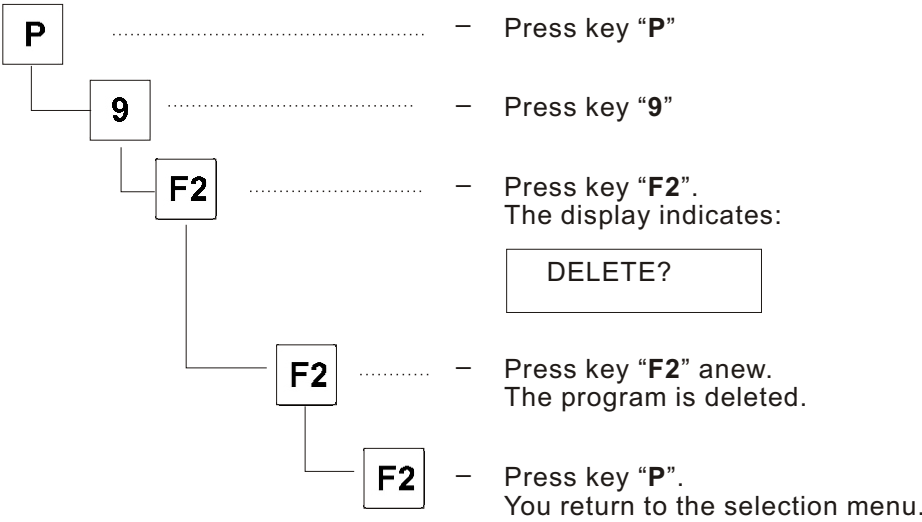 P – Press key “P”
9 – Press key “9”
F2 – Press key “F2”.
The display indicates:
DELETE?
F2 – Press key “F2” anew.
The program is deleted.
F2 – Press key “P”.
You return to the selection menu.